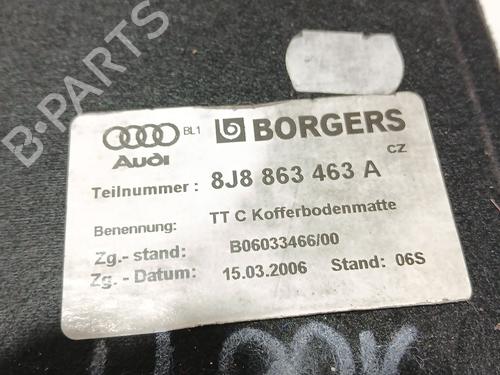 B-PARTS
Audi BL1 BORGERS CZ
Teilnummer : 8J8 863 463 A
Benennung: TT C Kofferbodenmatte
Zg.- stand: B06033466/00
Zg. - Datum: 15.03.2006 Stand: 06S